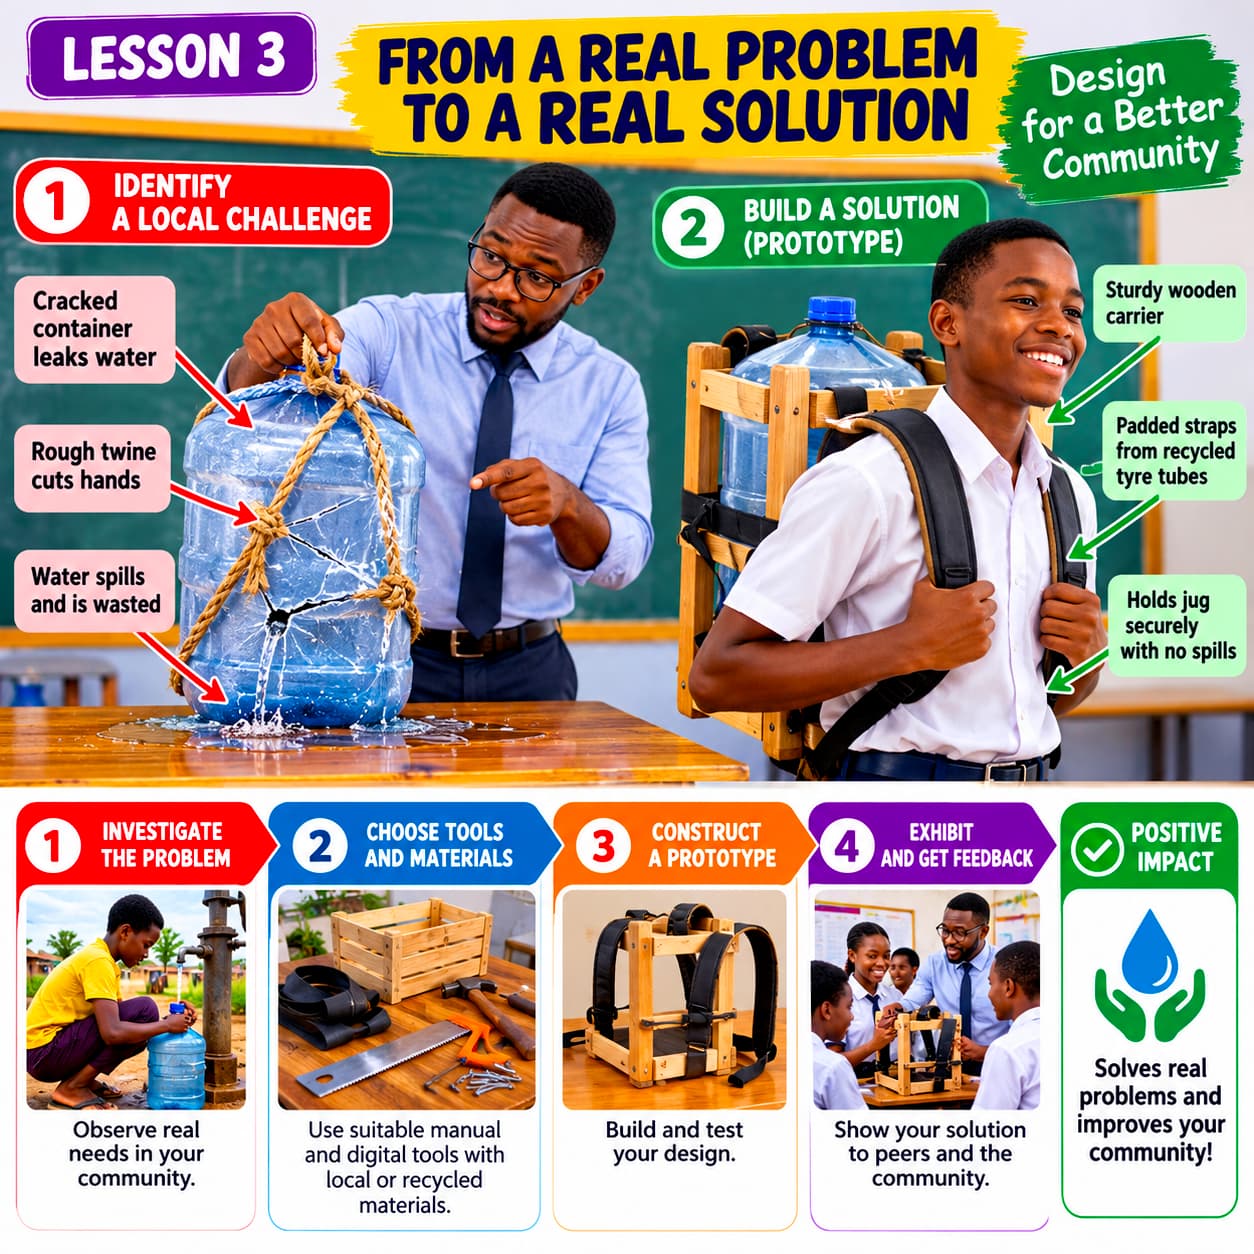 LESSON 3
FROM A REAL PROBLEM
TO A REAL SOLUTION
Design
for a Better
Community
1
IDENTIFY
A LOCAL CHALLENGE
Cracked
container
leaks water
Rough twine
cuts hands
Water spills
and is wasted
2
BUILD A SOLUTION
(PROTOTYPE)
Sturdy wooden
carrier
Padded straps
from recycled
tyre tubes
Holds jug
securely
with no spills
1
INVESTIGATE
THE PROBLEM
Observe real
needs in your
community.
2
CHOOSE TOOLS
AND MATERIALS
Use suitable manual
and digital tools with
local or recycled
materials.
3
CONSTRUCT
A PROTOTYPE
Build and test
your design.
4
EXHIBIT
AND GET FEEDBACK
Show your solution
to peers and the
community.
POSITIVE
IMPACT
Solves real
problems and
improves your
community!